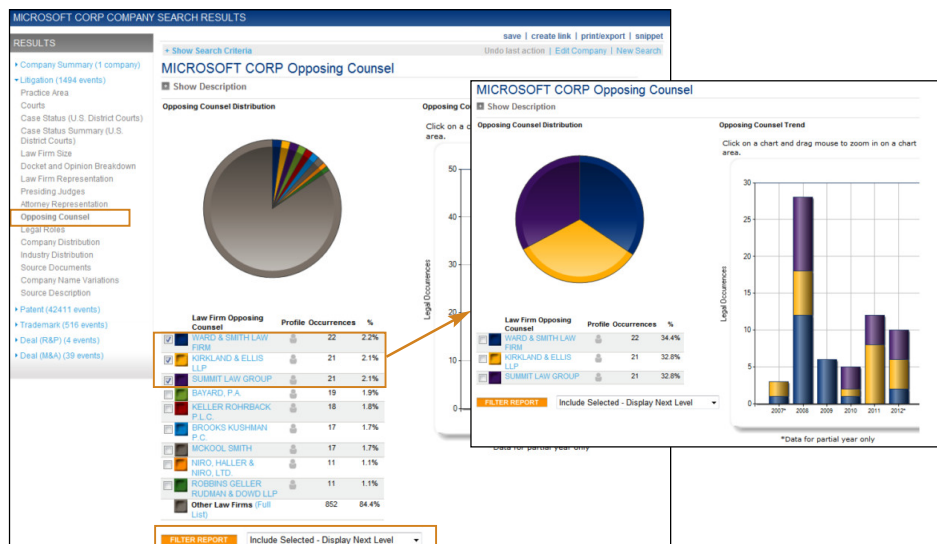 MICROSOFT CORP COMPANY SEARCH RESULTS
RESULTS
▸ Company Summary (1 company)
▾ Litigation (1494 events)
Practice Area
Courts
Case Status (U.S. District Courts)
Case Status Summary (U.S.
District Courts)
Law Firm Size
Docket and Opinion Breakdown
Law Firm Representation
Presiding Judges
Attorney Representation
Opposing Counsel
Legal Roles
Company Distribution
Industry Distribution
Source Documents
Company Name Variations
Source Description
▸ Patent (42411 events)
▸ Trademark (516 events)
▸ Deal (R&P) (4 events)
▸ Deal (M&A) (39 events)
save | create link | print/export | snippet
+ Show Search Criteria
Undo last action | Edit Company | New Search
MICROSOFT CORP Opposing Counsel
Show Description
Opposing Counsel Distribution
Opposing Co
Click on a c
area.
50
40
30
20
10
0
Legal Occurrences
Law Firm Opposing
Counsel
Profile Occurrences %
WARD & SMITH LAW
FIRM
22 2.2%
KIRKLAND & ELLIS
LLP
21 2.1%
SUMMIT LAW GROUP 21 2.1%
BAYARD, P.A. 19 1.9%
KELLER ROHRBACK
P.L.C.
18 1.8%
BROOKS KUSHMAN
P.C.
17 1.7%
MCKOOL SMITH 17 1.7%
NIRO, HALLER &
NIRO, LTD.
11 1.1%
ROBBINS GELLER
RUDMAN & DOWD LLP
11 1.1%
Other Law Firms (Full
List)
852 84.4%
FILTER REPORT Include Selected - Display Next Level
MICROSOFT CORP Opposing Counsel
Show Description
Opposing Counsel Distribution
Law Firm Opposing
Counsel
Profile Occurrences %
WARD & SMITH LAW
FIRM
22 34.4%
KIRKLAND & ELLIS
LLP
21 32.8%
SUMMIT LAW GROUP 21 32.8%
FILTER REPORT Include Selected - Display Next Level
Opposing Counsel Trend
Click on a chart and drag mouse to zoom in on a chart
area.
30
25
20
15
10
5
0
Legal Occurrences
2007* 2008 2009 2010 2011 2012*
*Data for partial year only
*Data for partial year only